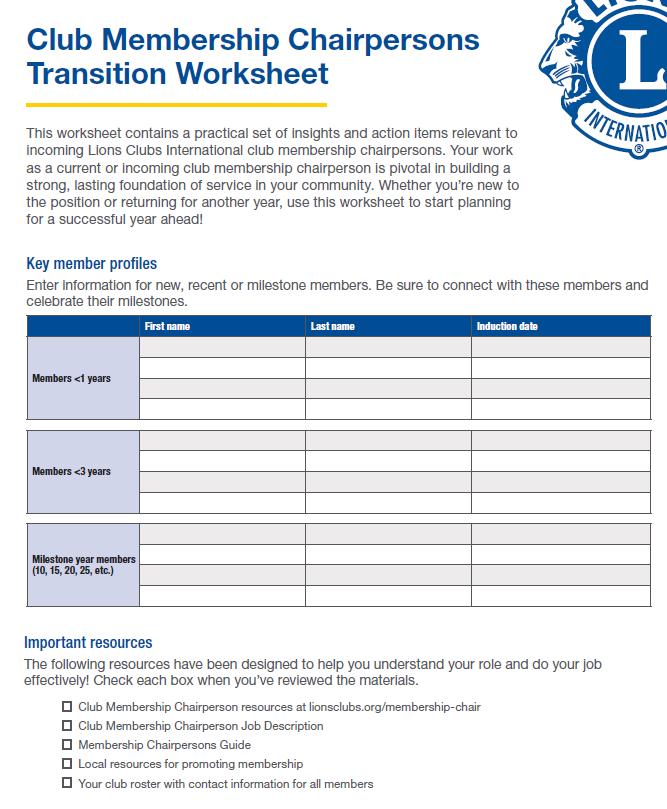 Club Membership Chairpersons
Transition Worksheet
LIONS
L
INTERNATIO
®
This worksheet contains a practical set of insights and action items relevant to
incoming Lions Clubs International club membership chairpersons. Your work
as a current or incoming club membership chairperson is pivotal in building a
strong, lasting foundation of service in your community. Whether you're new to
the position or returning for another year, use this worksheet to start planning
for a successful year ahead!
Key member profiles
Enter information for new, recent or milestone members. Be sure to connect with these members and
celebrate their milestones.
First name Last name Induction date
Members <1 years
Members <3 years
Milestone year members
(10, 15, 20, 25, etc.)
Important resources
The following resources have been designed to help you understand your role and do your job
effectively! Check each box when you've reviewed the materials.
Club Membership Chairperson resources at lionsclubs.org/membership-chair
Club Membership Chairperson Job Description
Membership Chairpersons Guide
Local resources for promoting membership
Your club roster with contact information for all members